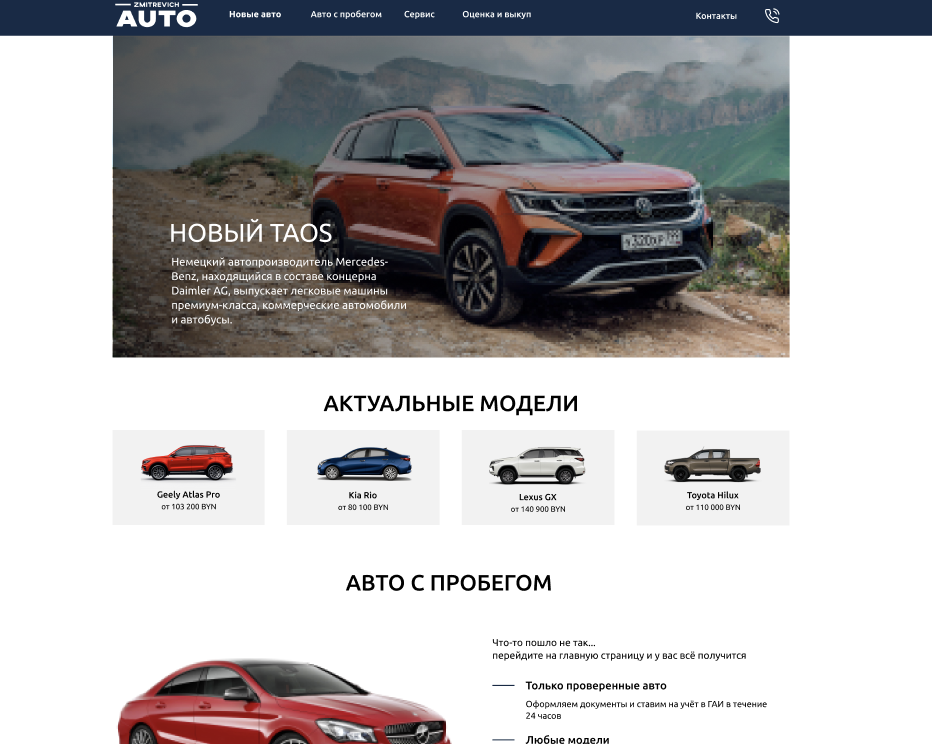 ZMITREVICH
AUTO
Новые авто
Авто с пробегом
Сервис
Оценка и выкуп
Контакты
НОВЫЙ TAOS
Немецкий автопроизводитель Mercedes-
Benz, находящийся в составе концерна
Daimler AG, выпускает легковые машины
премиум-класса, коммерческие автомобили
и автобусы.
АКТУАЛЬНЫЕ МОДЕЛИ
Geely Atlas Pro
от 103 200 BYN
Kia Rio
от 80 100 BYN
Lexus GX
от 140 900 BYN
Toyota Hilux
от 110 000 BYN
АВТО С ПРОБЕГОМ
Что-то пошло не так...
перейдите на главную страницу и у вас всё получится
Только проверенные авто
Оформляем документы и ставим на учёт в ГАИ в течение
24 часов
Любые модели